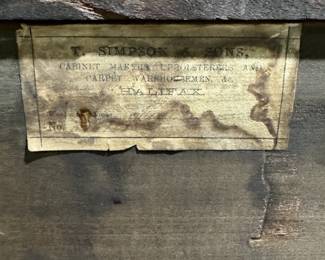 T. SIMPSON & SONS,
CABINET MAKERS, UPHOLSTERERS AND
CARPET WAREHOUSEMEN, &c.
HALIFAX.
No.